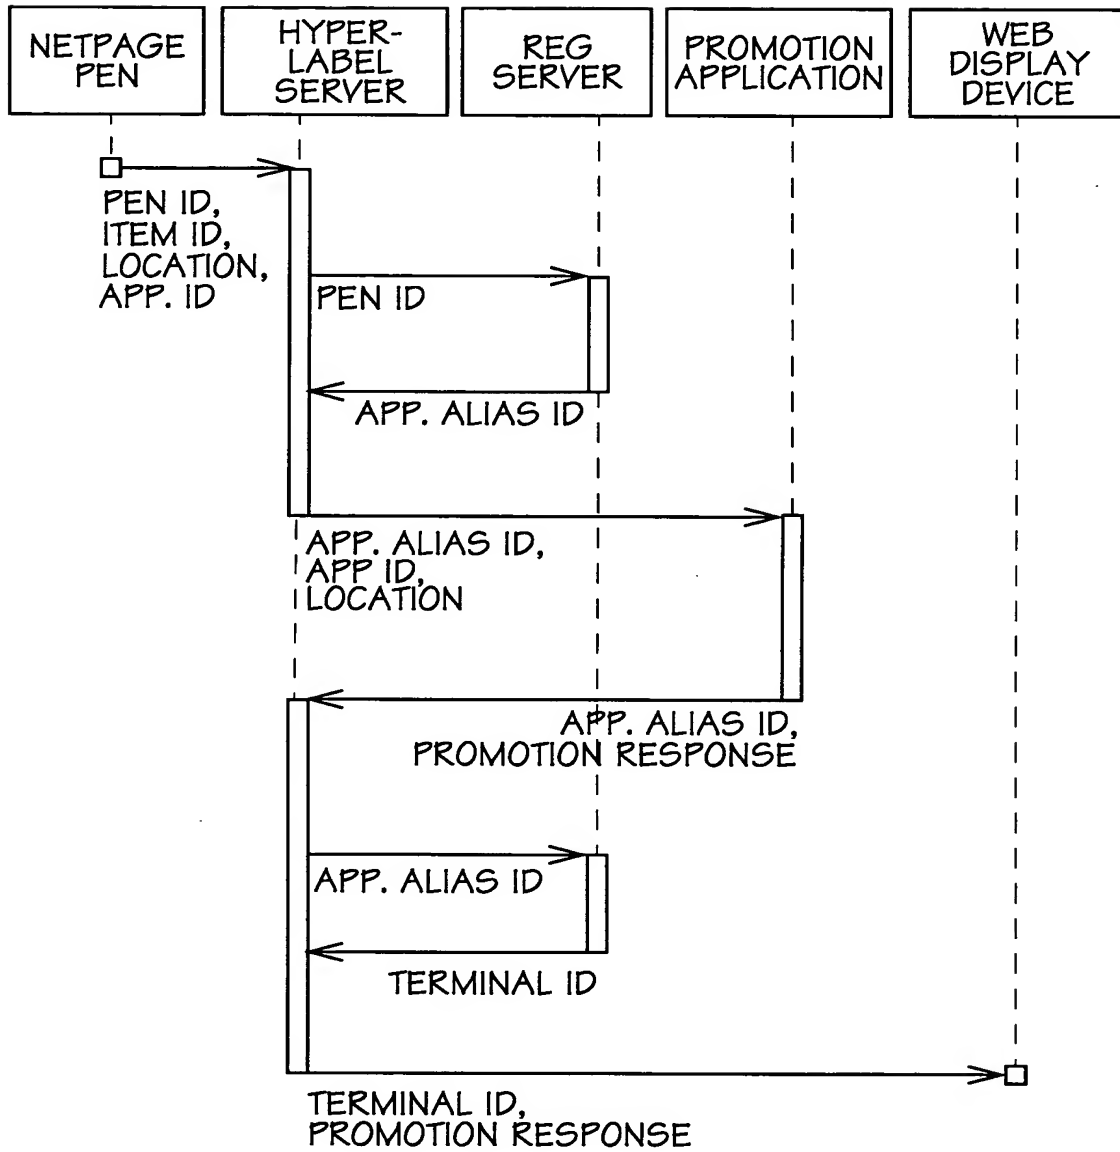 NETPAGE
PEN
HYPER-
LABEL
SERVER
REG
SERVER
PROMOTION
APPLICATION
WEB
DISPLAY
DEVICE
PEN ID,
ITEM ID,
LOCATION,
APP. ID
PEN ID
APP. ALIAS ID
APP. ALIAS ID,
APP ID,
LOCATION
APP. ALIAS ID,
PROMOTION RESPONSE
APP. ALIAS ID
TERMINAL ID
TERMINAL ID,
PROMOTION RESPONSE